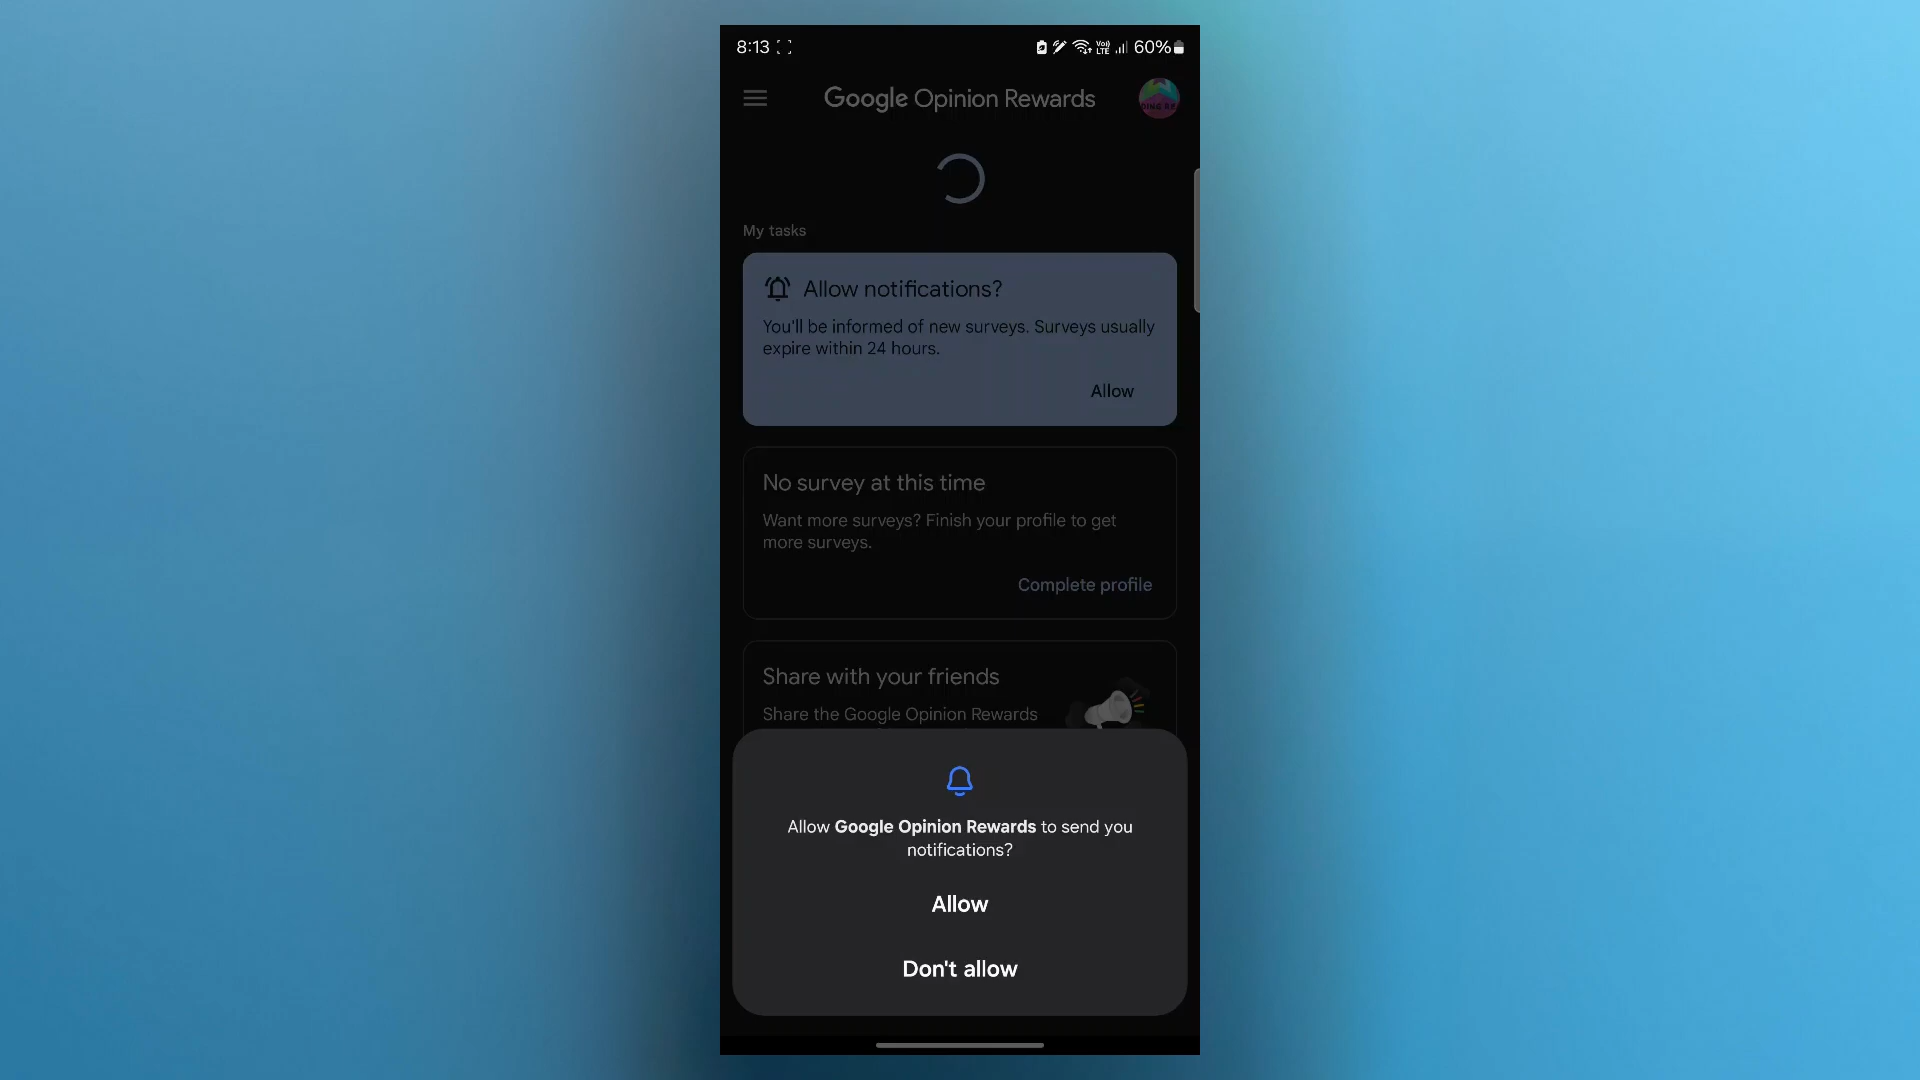 8:13
Vo)) LTE 60%
Google Opinion Rewards
My tasks
Allow notifications?
You'll be informed of new surveys. Surveys usually
expire within 24 hours.
Allow
No survey at this time
Want more surveys? Finish your profile to get
more surveys.
Complete profile
Share with your friends
Share the Google Opinion Rewards
Allow Google Opinion Rewards to send you
notifications?
Allow
Don't allow